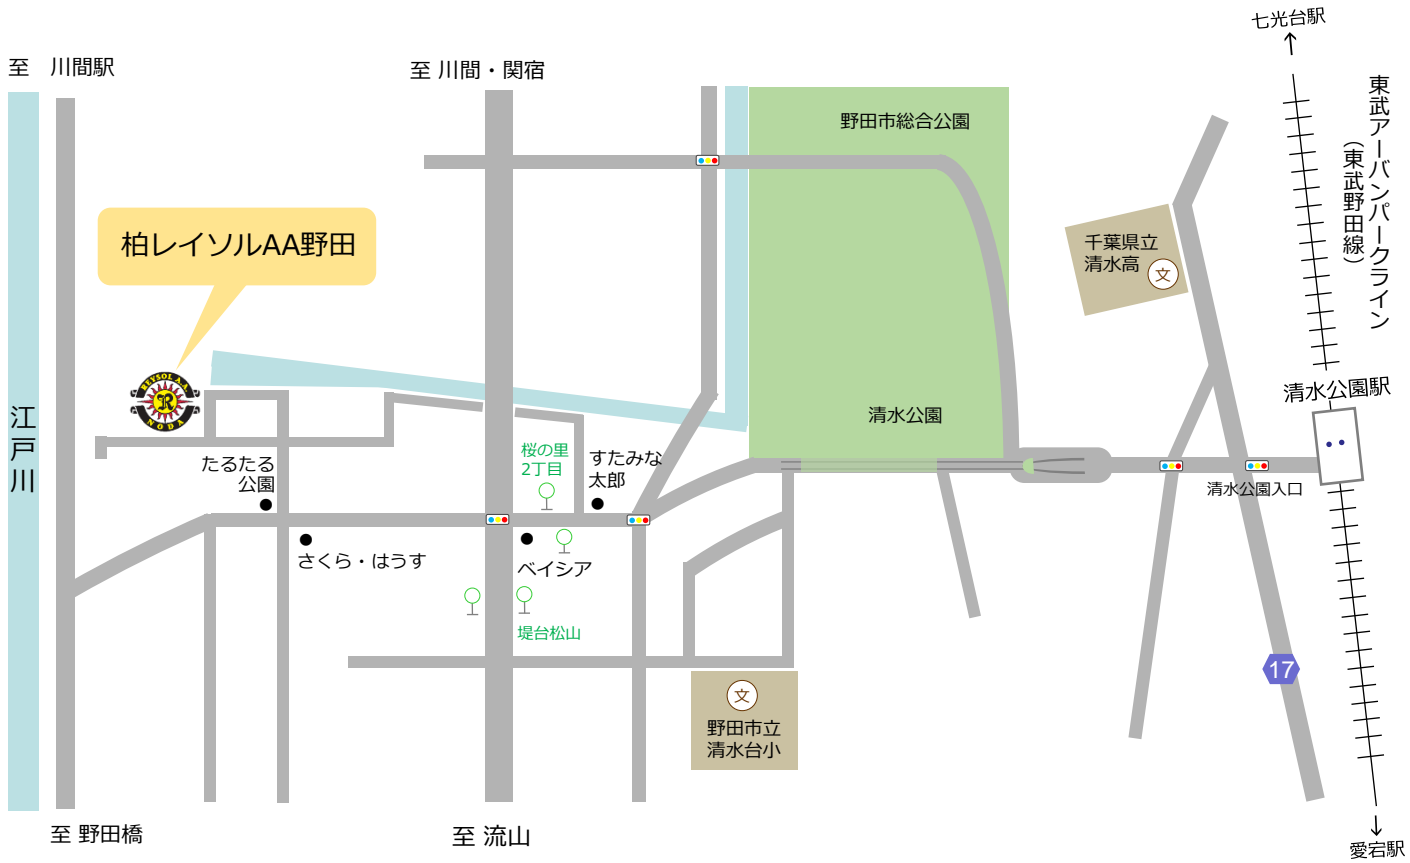 七光台駅
至　川間駅
至 川間・関宿
東武アーバンパークライン
（東武野田線）
野田市総合公園
柏レイソルAA野田
千葉県立
清水高
文
REYSOL A.A.
R
NODA
清水公園駅
江戸川
清水公園
桜の里
2丁目
すたみな
太郎
たるたる
公園
清水公園入口
さくら・はうす
ベイシア
堤台松山
17
文
野田市立
清水台小
至 野田橋
至 流山
愛宕駅